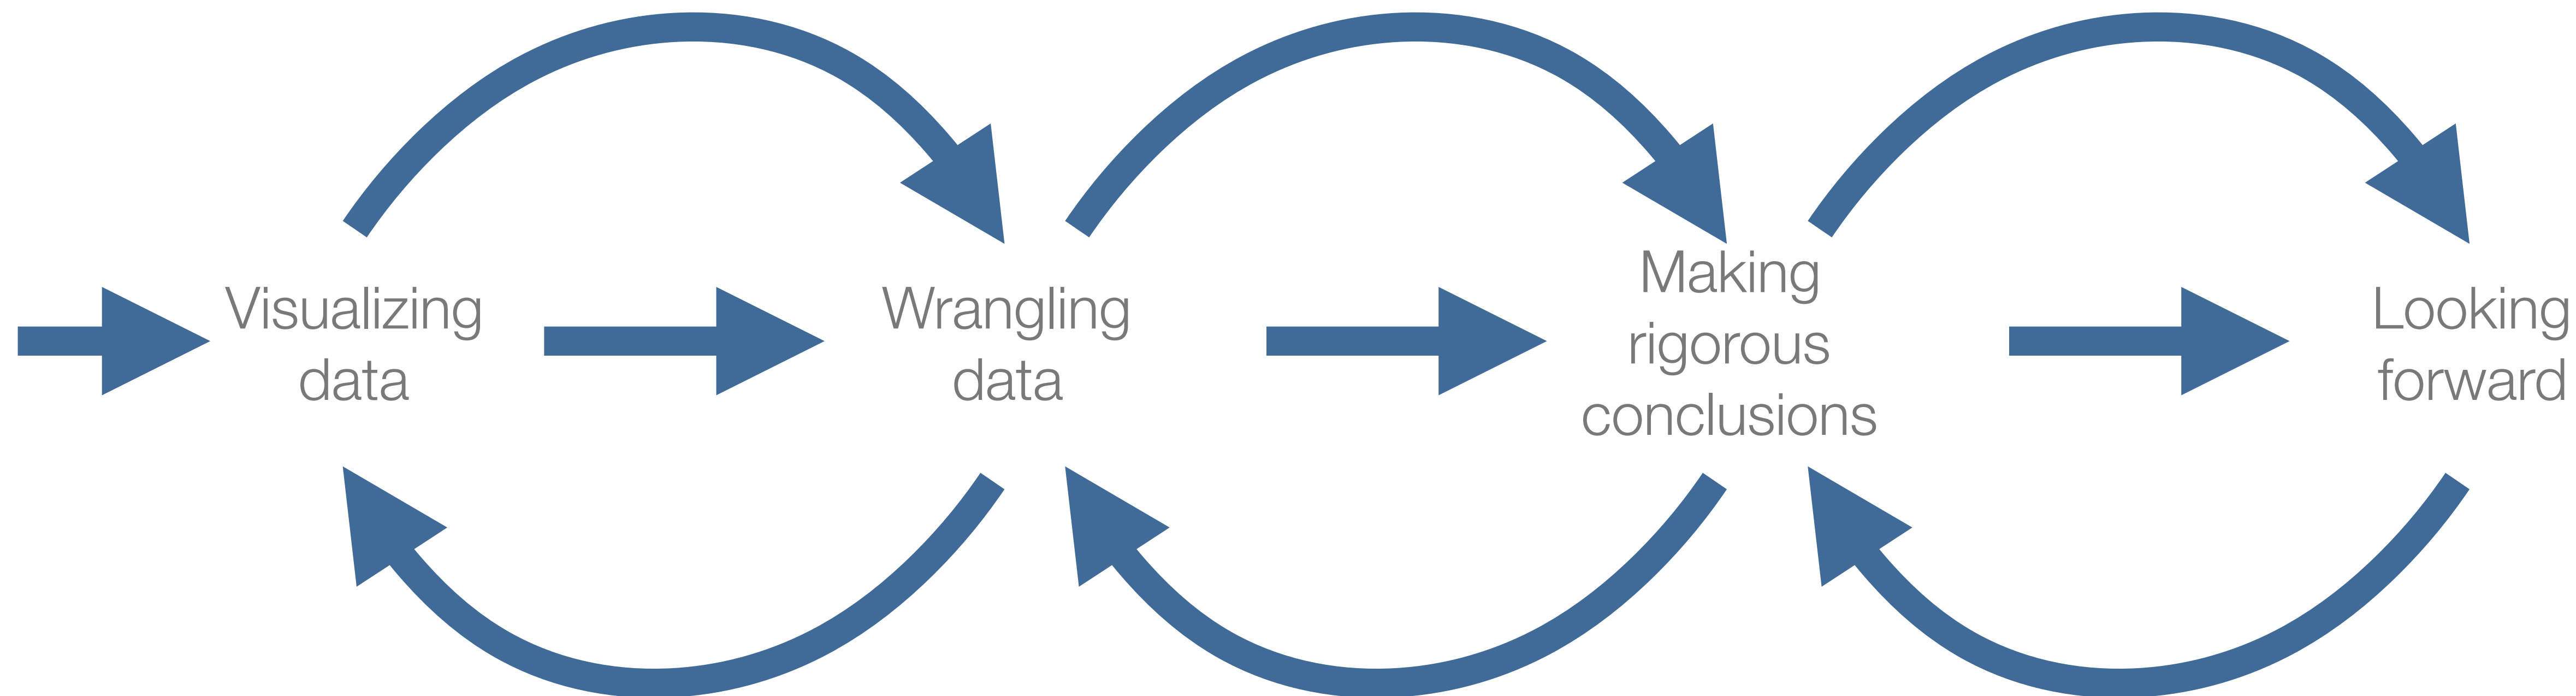 Visualizing
data
Wrangling
data
Making
rigorous
conclusions
Looking
forward